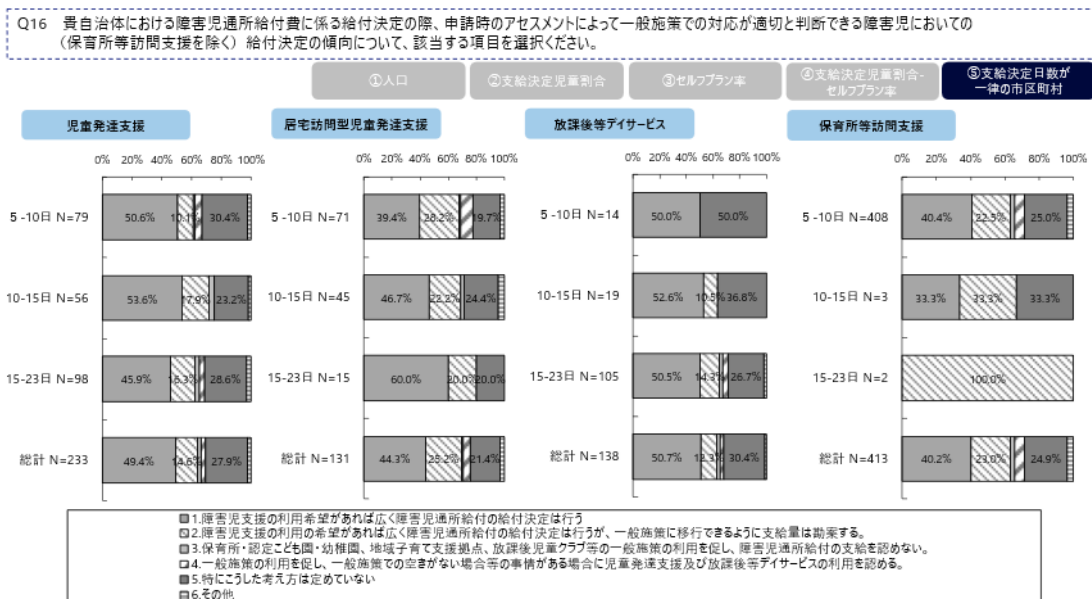 Q16 貴自治体における障害児通所給付費に係る給付決定の際、申請時のアセスメントによって一般施策での対応が適切と判断できる障害児においての
（保育所等訪問支援を除く）給付決定の傾向について、該当する項目を選択ください。
①人口
②支給決定児童割合
③セルフプラン率
④支給決定児童割合-
セルフプラン率
⑤支給決定日数が
一律の市区町村
児童発達支援
0% 20% 40% 60% 80% 100%
5 -10日 N=79 50.6% 10.1% 30.4%
10-15日 N=56 53.6% 17.9% 23.2%
15-23日 N=98 45.9% 16.3% 28.6%
総計 N=233 49.4% 14.6% 27.9%
居宅訪問型児童発達支援
0% 20% 40% 60% 80% 100%
5 -10日 N=71 39.4% 28.2% 19.7%
10-15日 N=45 46.7% 22.2% 24.4%
15-23日 N=15 60.0% 20.0% 20.0%
総計 N=131 44.3% 25.2% 21.4%
放課後等デイサービス
0% 20% 40% 60% 80% 100%
5 -10日 N=14 50.0% 50.0%
10-15日 N=19 52.6% 10.5% 36.8%
15-23日 N=105 50.5% 14.3% 26.7%
総計 N=138 50.7% 12.3% 30.4%
保育所等訪問支援
0% 20% 40% 60% 80% 100%
5 -10日 N=408 40.4% 22.5% 25.0%
10-15日 N=3 33.3% 33.3% 33.3%
15-23日 N=2 100.0%
総計 N=413 40.2% 23.0% 24.9%
1.障害児支援の利用希望があれば広く障害児通所給付の給付決定は行う
2.障害児支援の利用の希望があれば広く障害児通所給付の給付決定は行うが、一般施策に移行できるように支給量は勘案する。
3.保育所・認定こども園・幼稚園、地域子育て支援拠点、放課後児童クラブ等の一般施策の利用を促し、障害児通所給付の支給を認めない。
4.一般施策の利用を促し、一般施策での空きがない場合等の事情がある場合に児童発達支援及び放課後等デイサービスの利用を認める。
5.特にこうした考え方は定めていない
6.その他